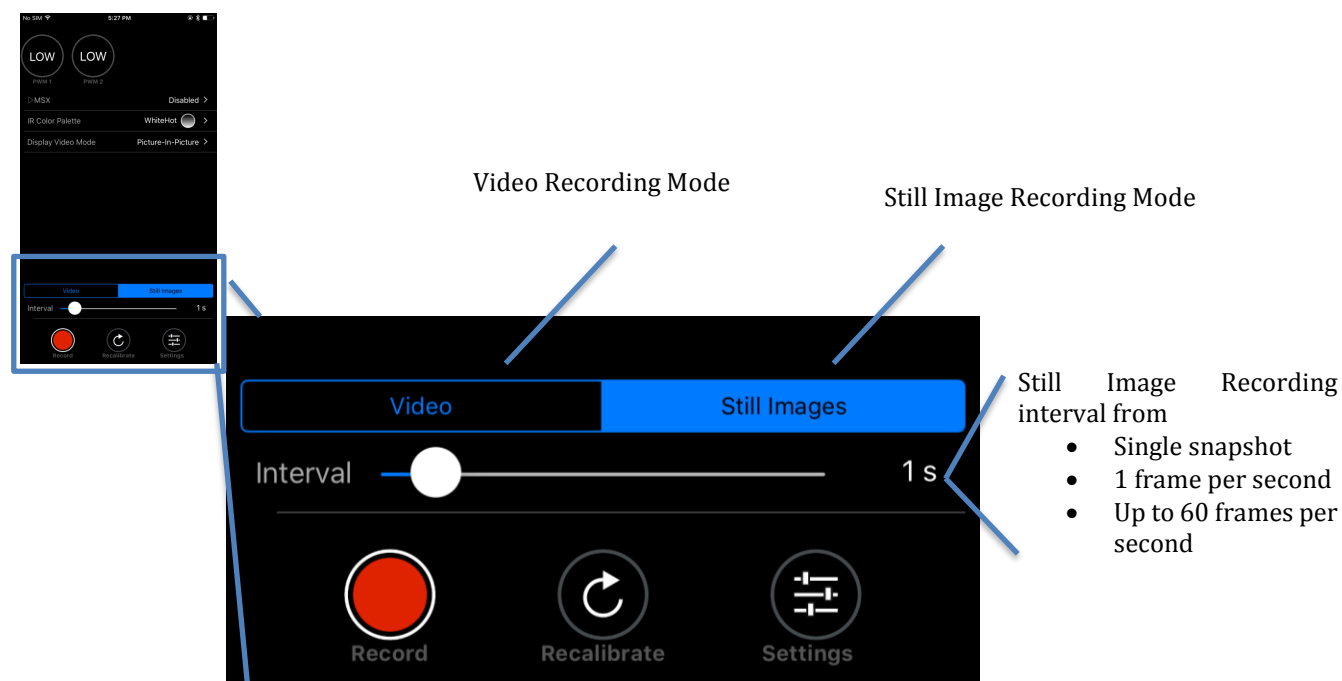 No SIM 5:27 PM
LOW LOW
PWM 1 PWM 2
MSX Disabled >
IR Color Palette WhiteHot >
Display Video Mode Picture-In-Picture >
Video Still Images
Interval 1 s
Record Recalibrate Settings
Video Recording Mode
Still Image Recording Mode
Video Still Images
Interval 1 s
Record Recalibrate Settings
Still Image Recording
interval from
• Single snapshot
• 1 frame per second
• Up to 60 frames per
second